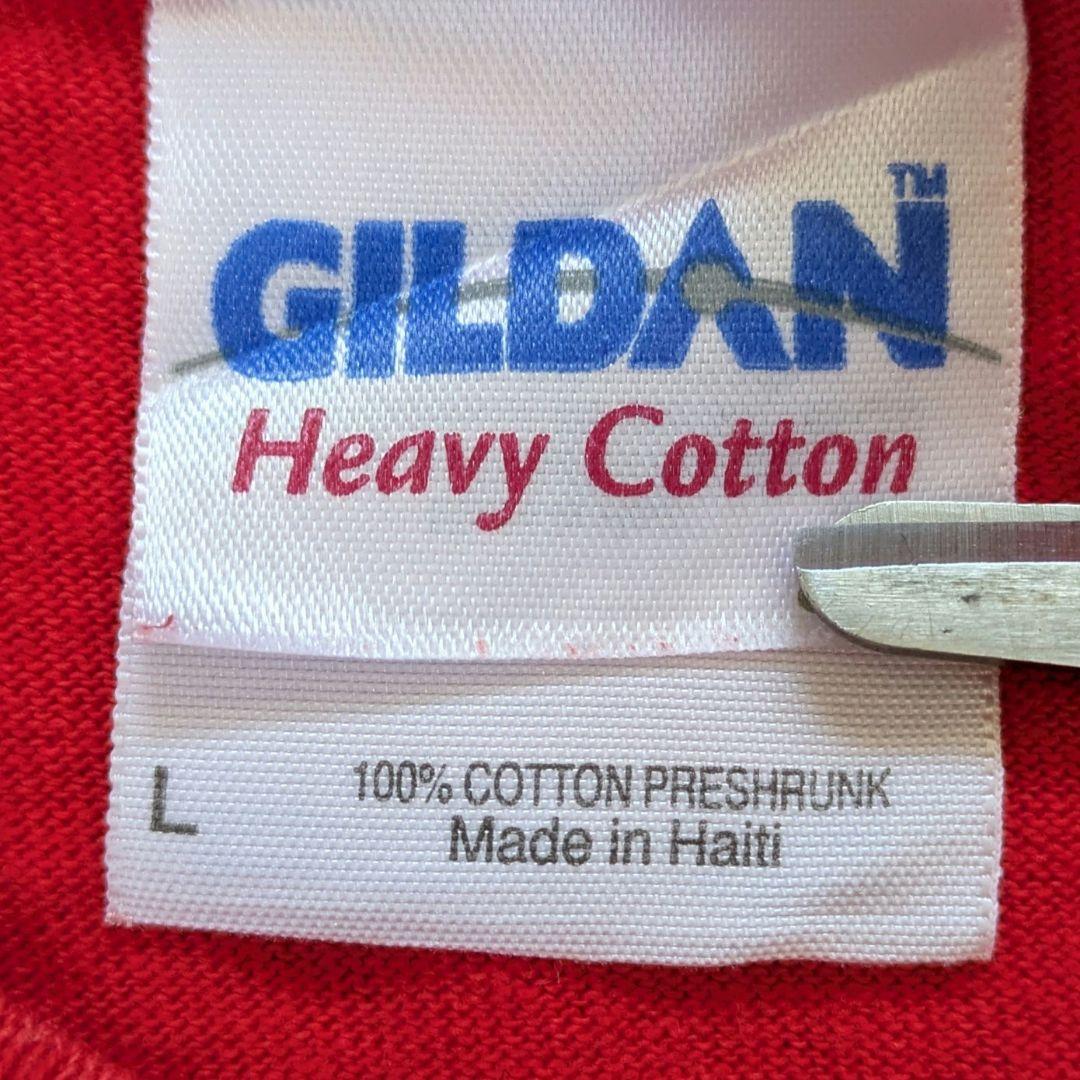 GILDAN™
Heavy Cotton
L
100% COTTON PRESHRUNK
Made in Haiti